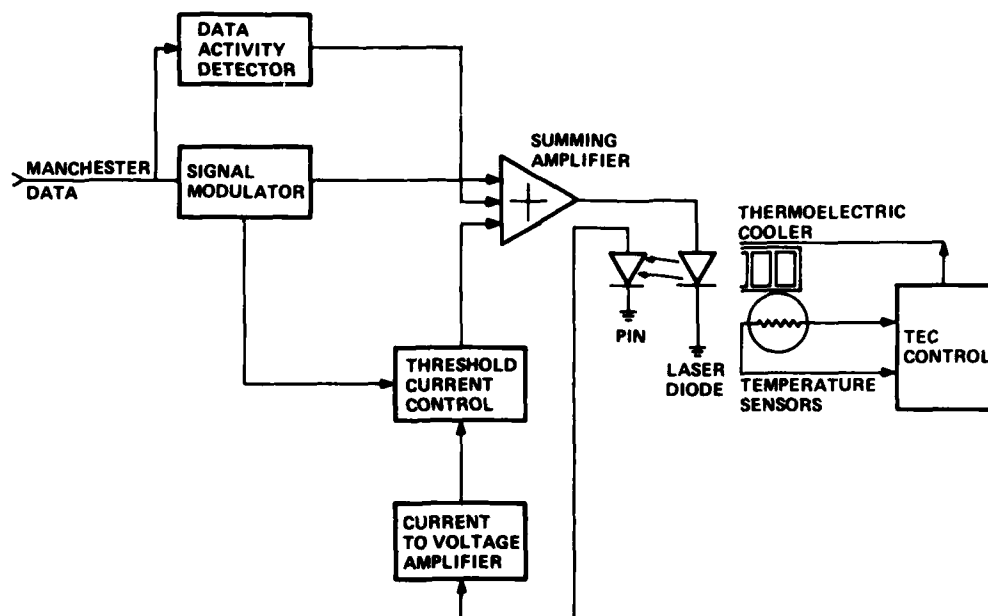 DATA
ACTIVITY
DETECTOR
SUMMING
AMPLIFIER
MANCHESTER
DATA
SIGNAL
MODULATOR
THERMOELECTRIC
COOLER
PIN
LASER
DIODE
TEC
CONTROL
TEMPERATURE
SENSORS
THRESHOLD
CURRENT
CONTROL
CURRENT
TO VOLTAGE
AMPLIFIER